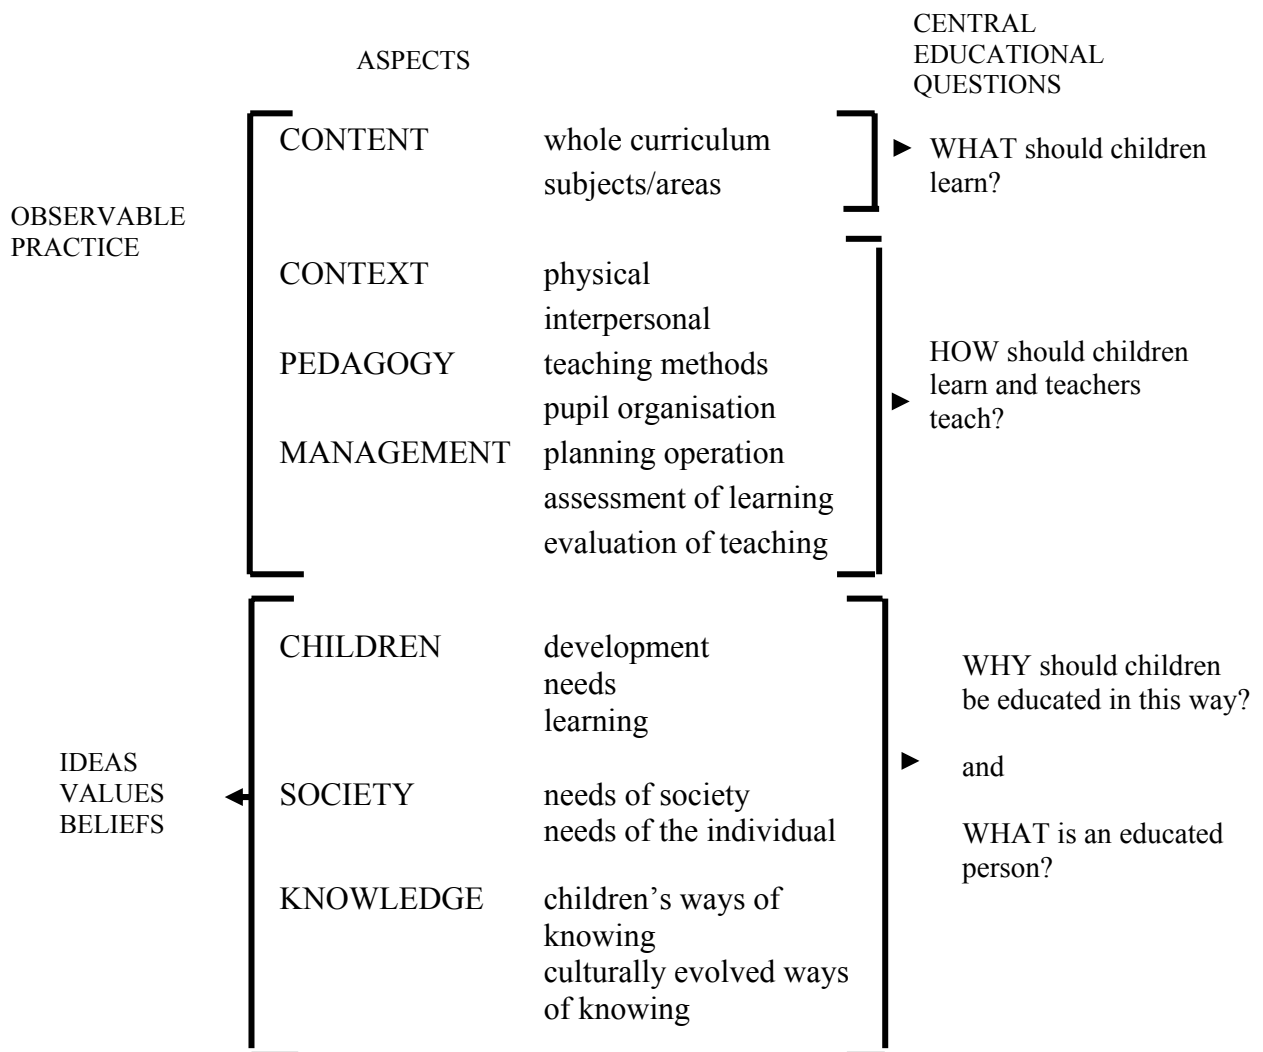 ASPECTS
CENTRAL
EDUCATIONAL
QUESTIONS
OBSERVABLE
PRACTICE
CONTENT whole curriculum
subjects/areas
WHAT should children
learn?
CONTEXT physical
interpersonal
PEDAGOGY teaching methods
pupil organisation
MANAGEMENT planning operation
assessment of learning
evaluation of teaching
HOW should children
learn and teachers
teach?
IDEAS
VALUES
BELIEFS
CHILDREN development
needs
learning
SOCIETY needs of society
needs of the individual
KNOWLEDGE children’s ways of
knowing
culturally evolved ways
of knowing
WHY should children
be educated in this way?
and
WHAT is an educated
person?